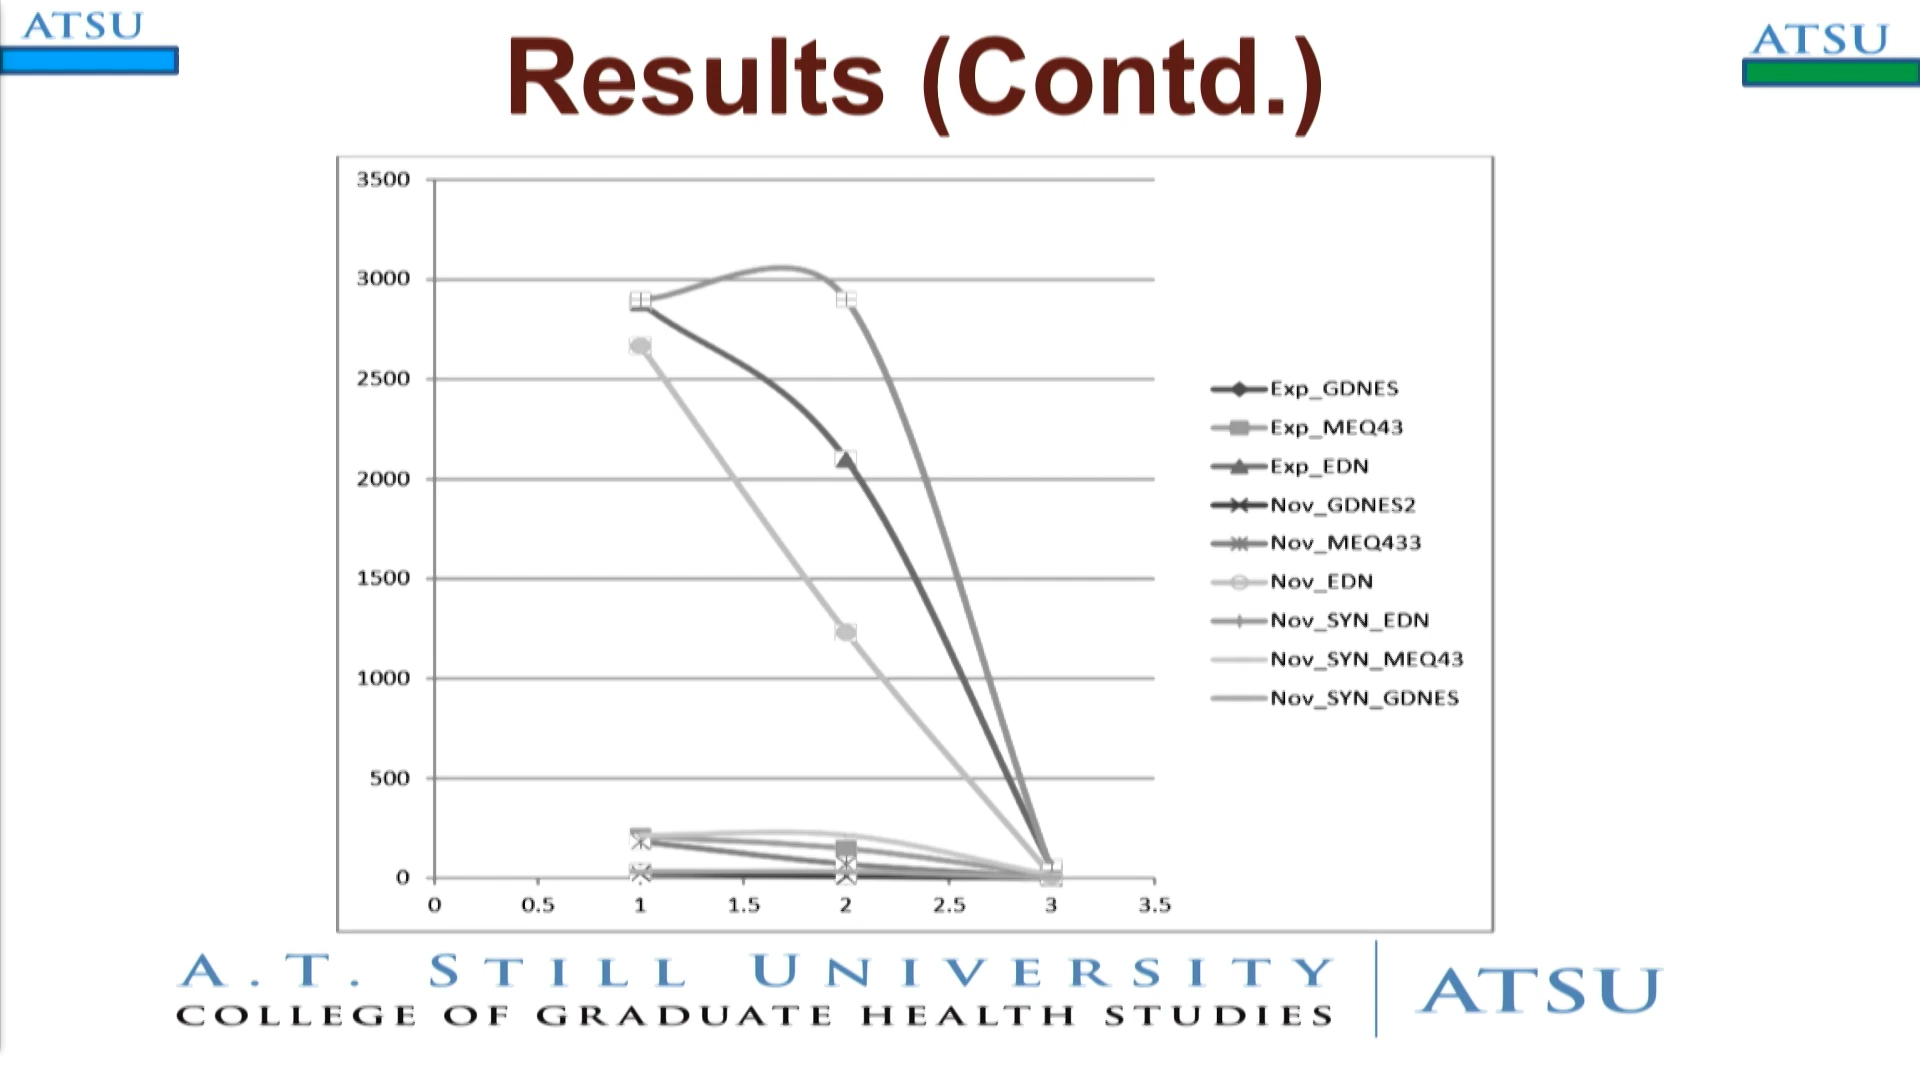 ATSU
Results (Contd.)
ATSU
3500
3000
2500
2000
1500
1000
500
0
0 0.5 1 1.5 2 2.5 3 3.5
Exp_GDNES
Exp_MEQ43
Exp_EDN
Nov_GDNES2
Nov_MEQ433
Nov_EDN
Nov_SYN_EDN
Nov_SYN_MEQ43
Nov_SYN_GDNES
A.T. STILL UNIVERSITY
COLLEGE OF GRADUATE HEALTH STUDIES
ATSU